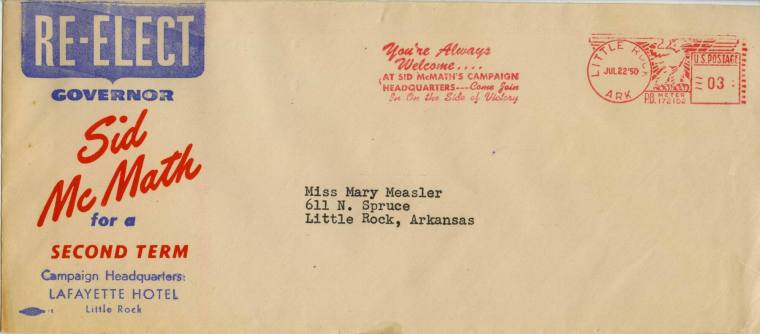 RE-ELECT
GOVERNOR
Sid
McMath
for a
SECOND TERM
Campaign Headquarters:
LAFAYETTE HOTEL
Little Rock
You're Always
Welcome....
AT SID McMATH'S CAMPAIGN
HEADQUARTERS---Come Join
In On the Side of Victory
LITTLE ROCK
JUL 22 '50
ARK
U.S. POSTAGE
03
PB METER
P.B. 172102
Miss Mary Measler
611 N. Spruce
Little Rock, Arkansas